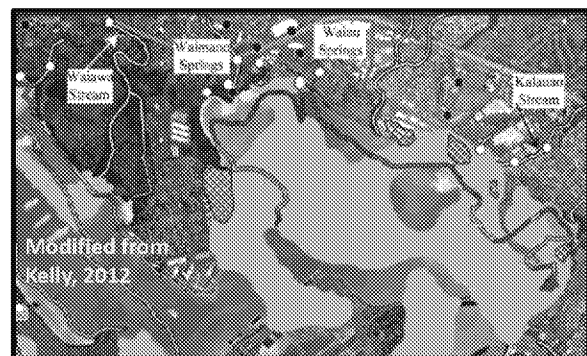 Waiawa
Stream
Waimano
Springs
Waiau
Springs
Kalauao
Stream
Modified from
Kelly, 2012